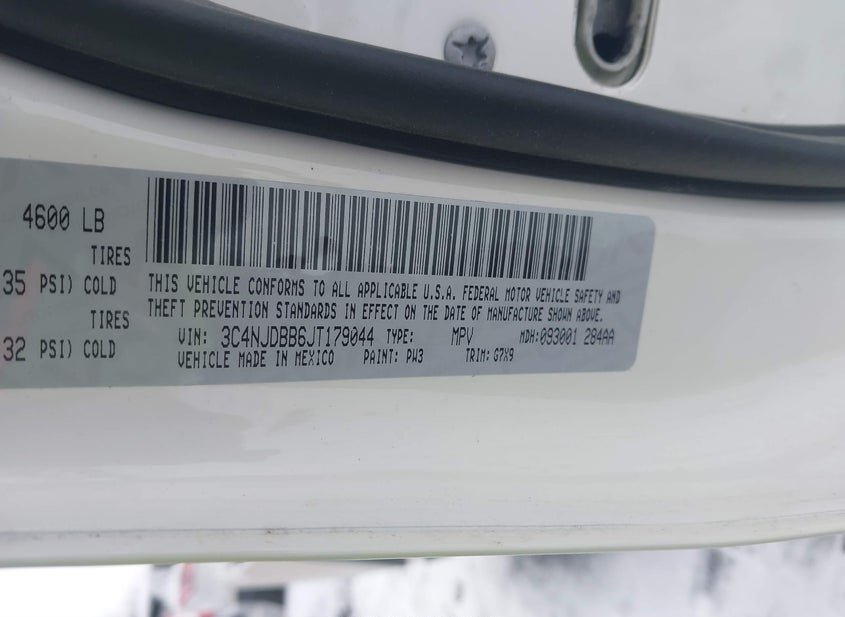 4600 LB
TIRES
35 PSI) COLD
TIRES
32 PSI) COLD
THIS VEHICLE CONFORMS TO ALL APPLICABLE U.S.A. FEDERAL MOTOR VEHICLE SAFETY AND
THEFT PREVENTION STANDARDS IN EFFECT ON THE DATE OF MANUFACTURE SHOWN ABOVE.
VIN: 3C4NJDBB6JT179044 TYPE: MPV MDH:093001 284AA
VEHICLE MADE IN MEXICO PAINT: PW3 TRIM: G7X9